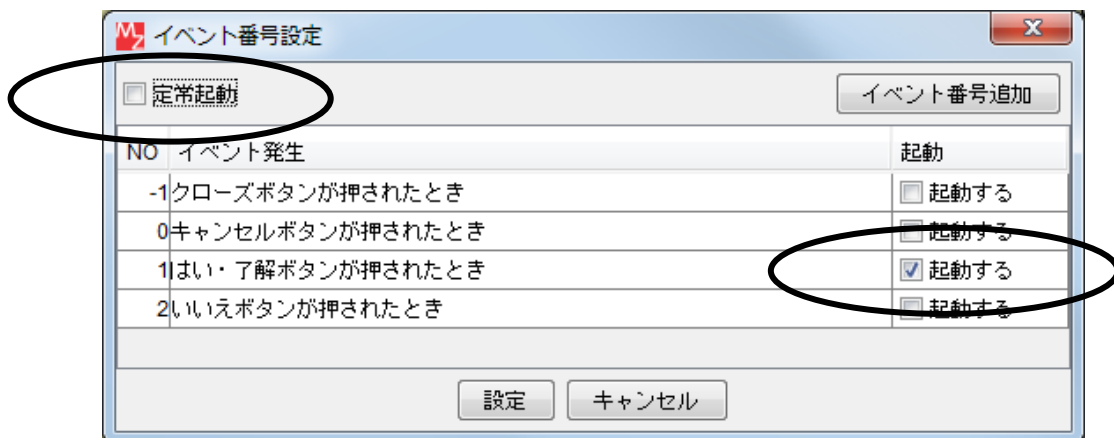 イベント番号設定
定常起動 イベント番号追加
NO イベント発生 起動
-1 クローズボタンが押されたとき 起動する
0 キャンセルボタンが押されたとき 起動する
1 はい・了解ボタンが押されたとき 起動する
2 いいえボタンが押されたとき 起動する
設定 キャンセル